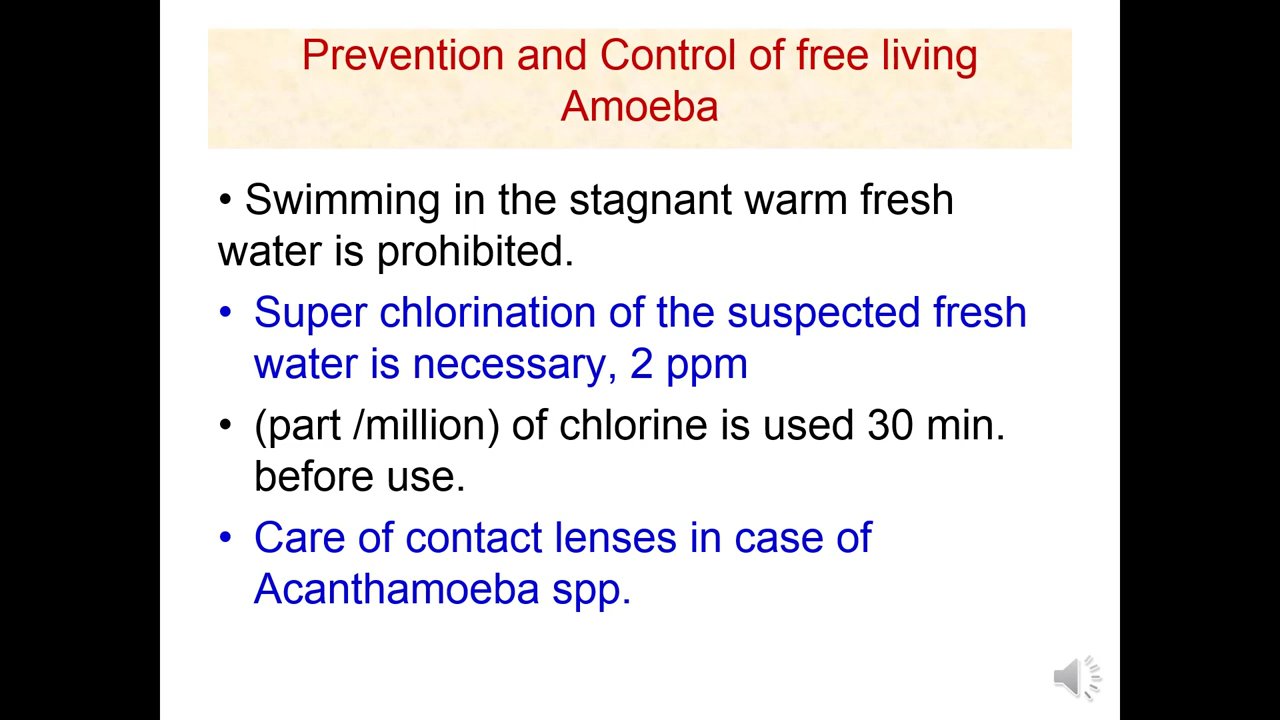 Prevention and Control of free living
Amoeba
• Swimming in the stagnant warm fresh
water is prohibited.
• Super chlorination of the suspected fresh
water is necessary, 2 ppm
• (part /million) of chlorine is used 30 min.
before use.
• Care of contact lenses in case of
Acanthamoeba spp.